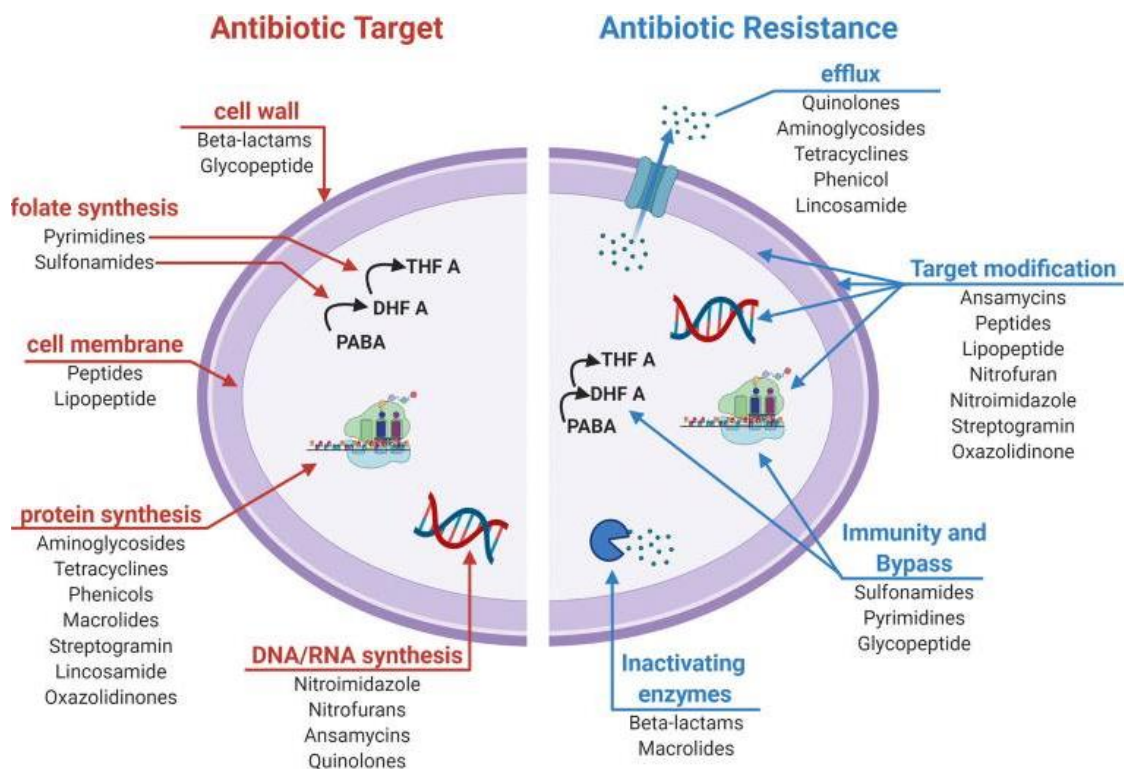 Antibiotic Target
cell wall
Beta-lactams
Glycopeptide
folate synthesis
Pyrimidines
Sulfonamides
THF A
DHF A
PABA
cell membrane
Peptides
Lipopeptide
protein synthesis
Aminoglycosides
Tetracyclines
Phenicols
Macrolides
Streptogramin
Lincosamide
Oxazolidinones
DNA/RNA synthesis
Nitroimidazole
Nitrofurans
Ansamycins
Quinolones
Antibiotic Resistance
efflux
Quinolones
Aminoglycosides
Tetracyclines
Phenicol
Lincosamide
Target modification
Ansamycins
Peptides
Lipopeptide
Nitrofuran
Nitroimidazole
Streptogramin
Oxazolidinone
THF A
DHF A
PABA
Immunity and
Bypass
Sulfonamides
Pyrimidines
Glycopeptide
Inactivating
enzymes
Beta-lactams
Macrolides